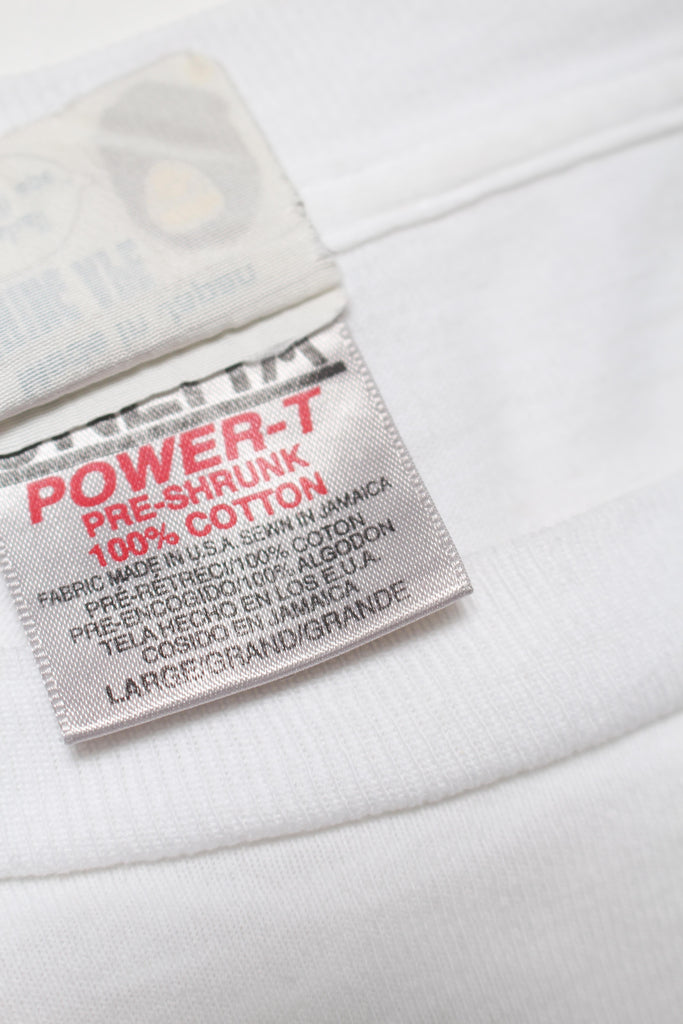 POWER-T
PRE-SHRUNK
100% COTTON
FABRIC MADE IN U.S.A. SEWN IN JAMAICA
PRÉ-RÉTRÉCI/100% COTON
PRE-ENCOGIDO/100% ALGODON
TELA HECHO EN LOS E.U.A.
COSIDO EN JAMAICA
LARGE/GRAND/GRANDE